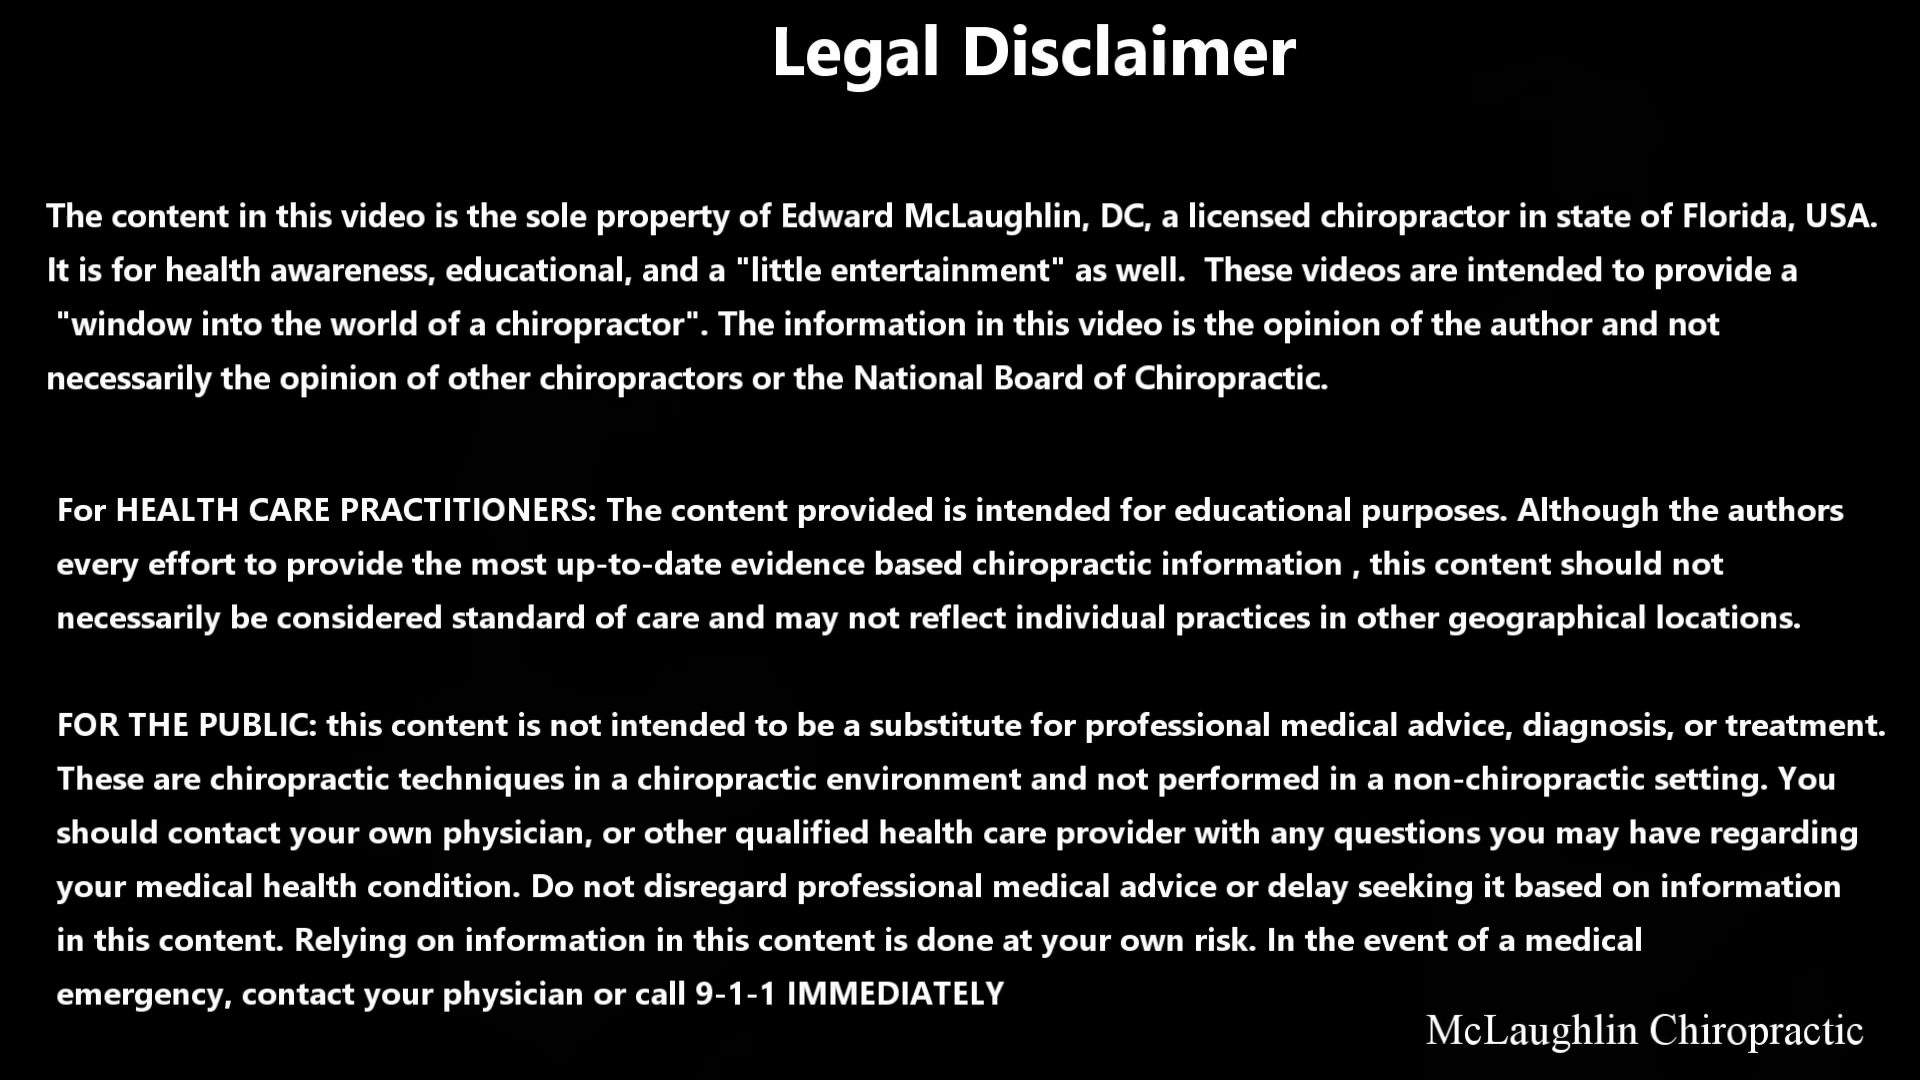 Legal Disclaimer
The content in this video is the sole property of Edward McLaughlin, DC, a licensed chiropractor in state of Florida, USA.
It is for health awareness, educational, and a "little entertainment" as well.  These videos are intended to provide a
"window into the world of a chiropractor". The information in this video is the opinion of the author and not
necessarily the opinion of other chiropractors or the National Board of Chiropractic.
For HEALTH CARE PRACTITIONERS: The content provided is intended for educational purposes. Although the authors
every effort to provide the most up-to-date evidence based chiropractic information , this content should not
necessarily be considered standard of care and may not reflect individual practices in other geographical locations.
FOR THE PUBLIC: this content is not intended to be a substitute for professional medical advice, diagnosis, or treatment.
These are chiropractic techniques in a chiropractic environment and not performed in a non-chiropractic setting. You
should contact your own physician, or other qualified health care provider with any questions you may have regarding
your medical health condition. Do not disregard professional medical advice or delay seeking it based on information
in this content. Relying on information in this content is done at your own risk. In the event of a medical
emergency, contact your physician or call 9-1-1 IMMEDIATELY
McLaughlin Chiropractic